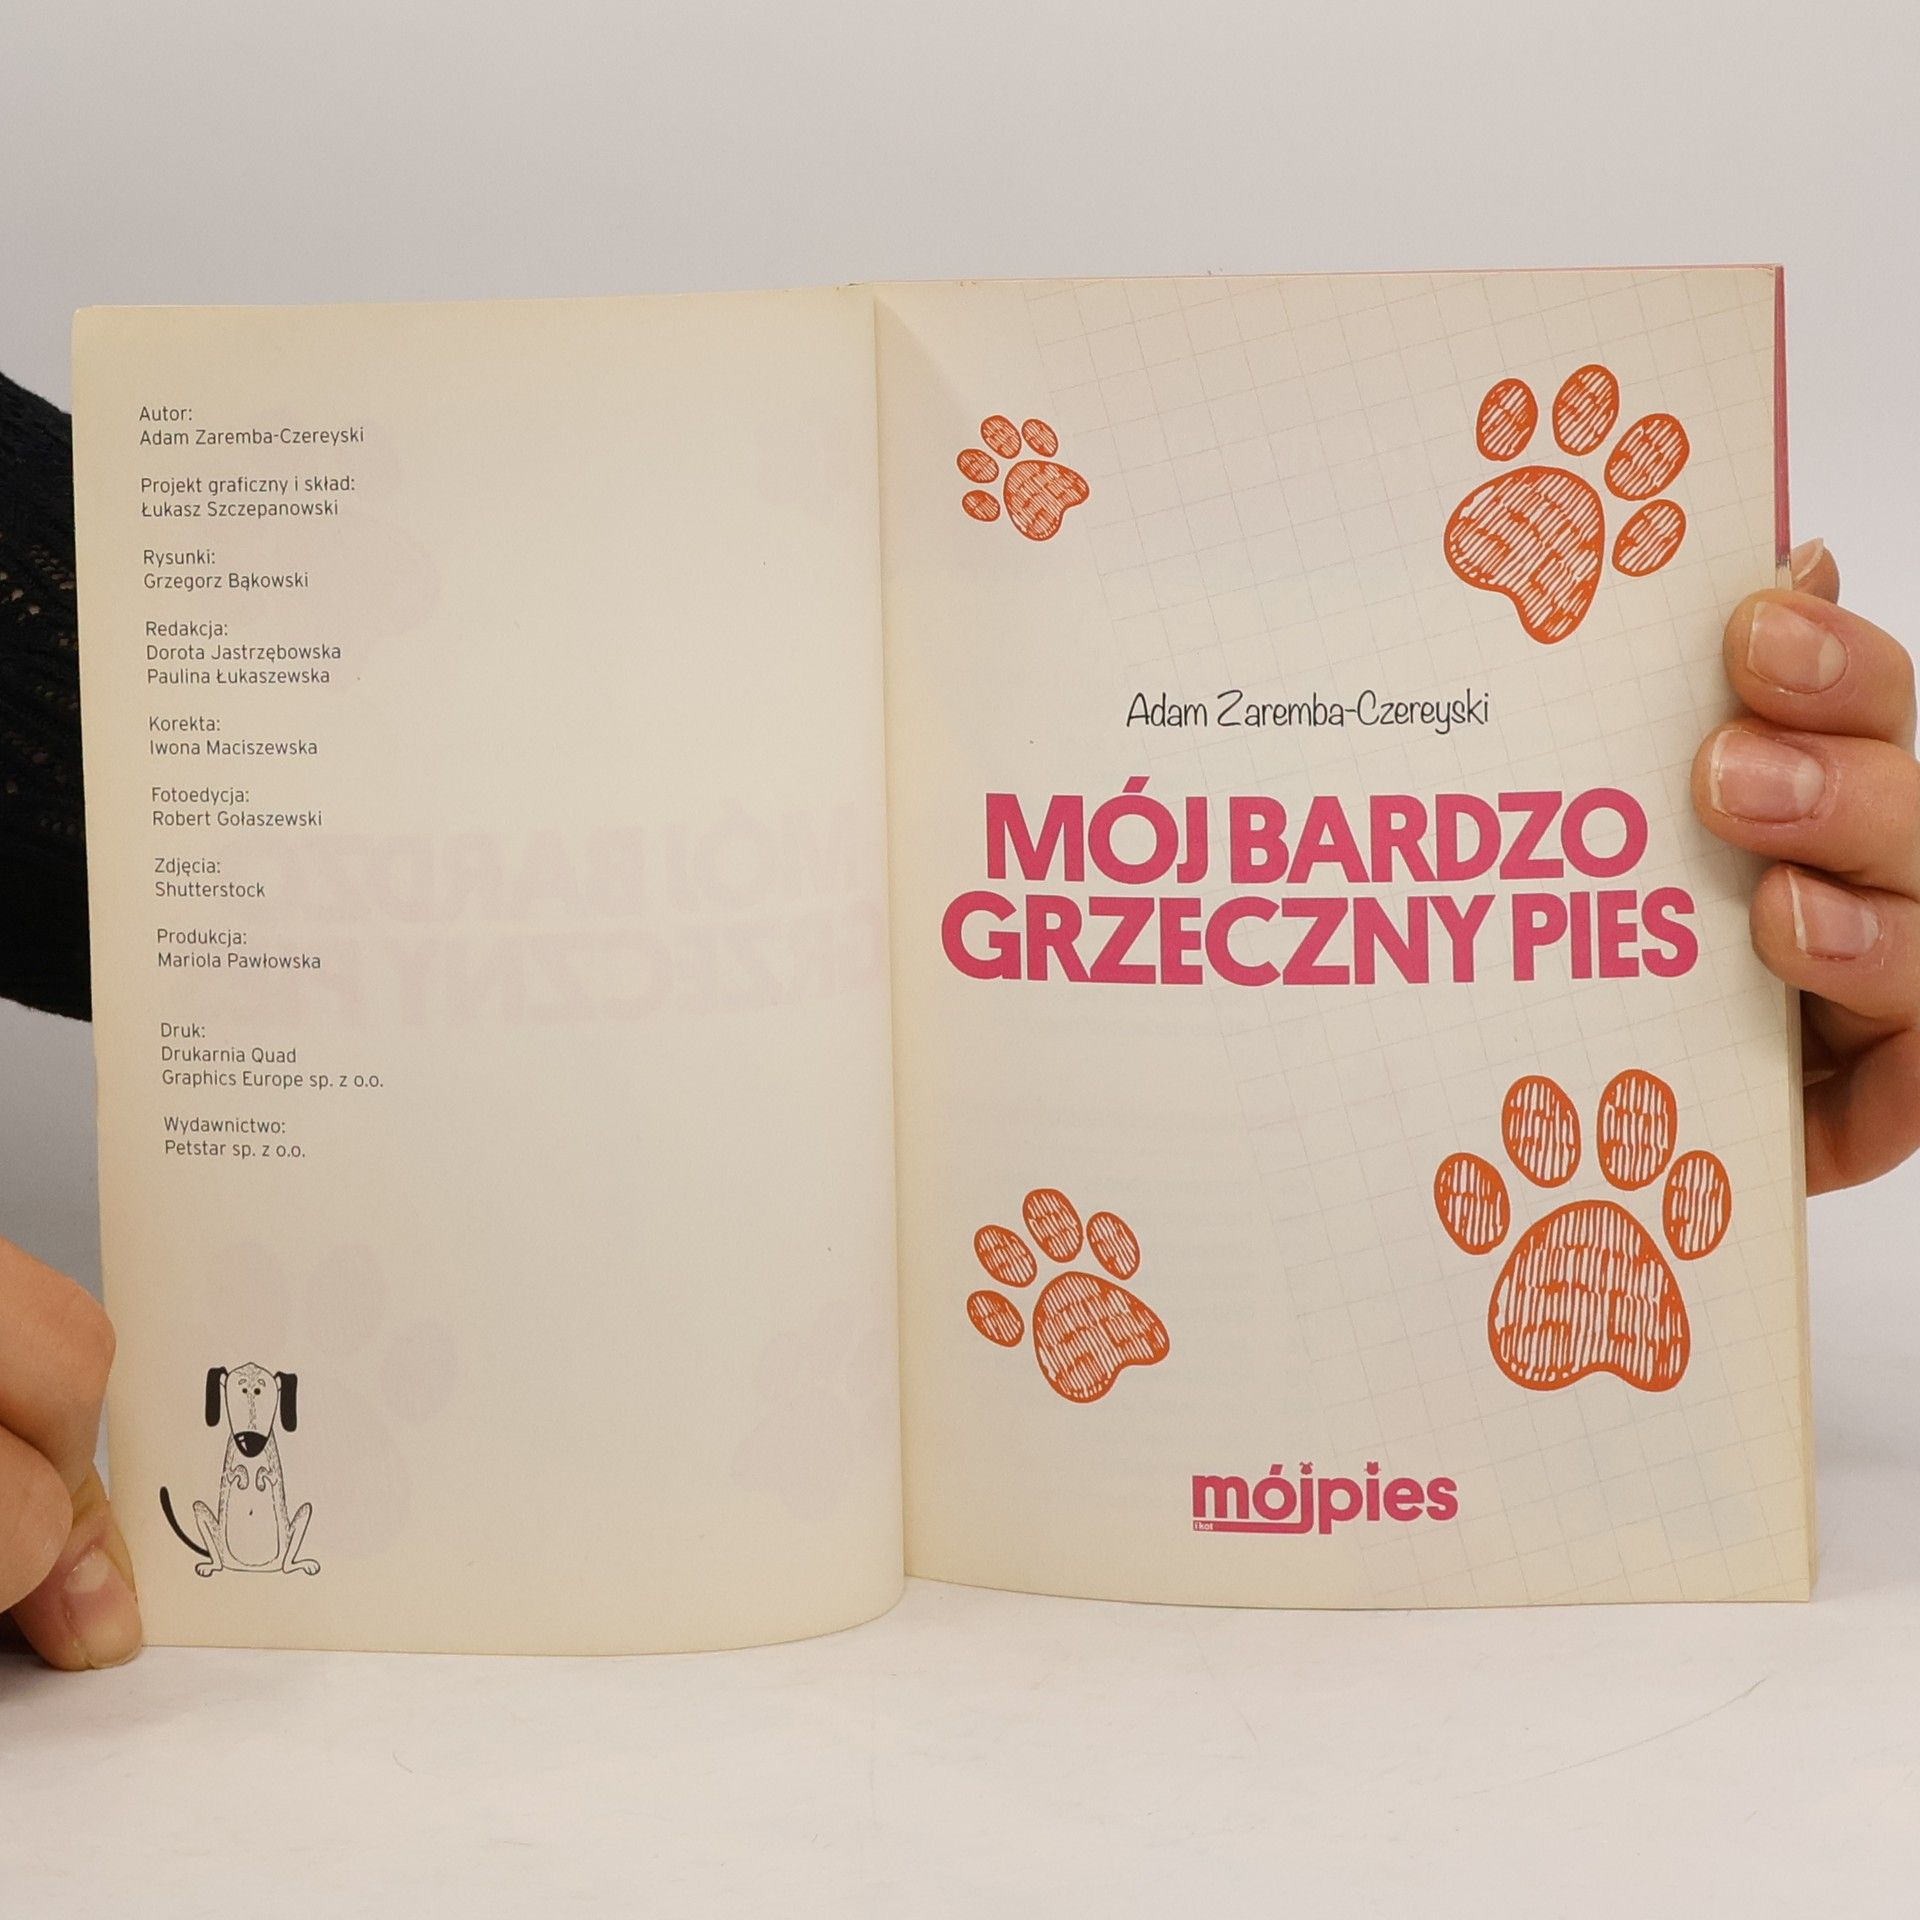 Autor:
Adam Zaremba-Czereyski
Projekt graficzny i skład:
Łukasz Szczepanowski
Rysunki:
Grzegorz Bąkowski
Redakcja:
Dorota Jastrzębowska
Paulina Łukaszewska
Korekta:
Iwona Maciszewska
Fotoedycja:
Robert Gołaszewski
Zdjęcia:
Shutterstock
Produkcja:
Mariola Pawłowska
Druk:
Drukarnia Quad
Graphics Europe sp. z o.o.
Wydawnictwo:
Petstar sp. z o.o.
Adam Zaremba-Czereyski
MÓJ BARDZO
GRZECZNY PIES
mójpies
i kot